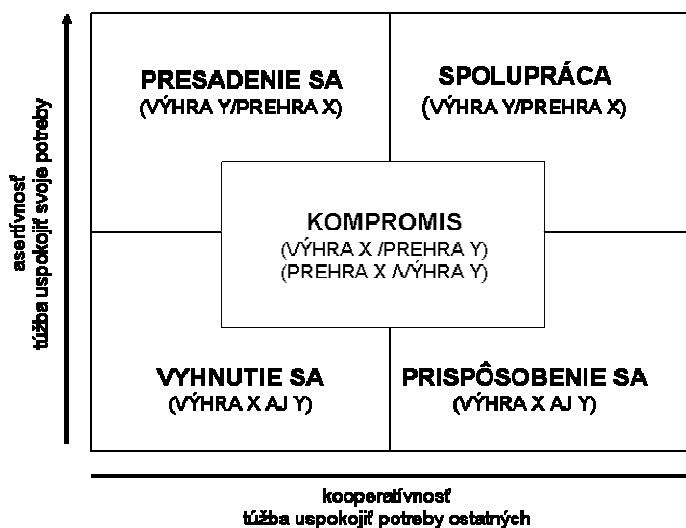 PRESADENIE SA
(VÝHRA Y/PREHRA X)
SPOLUPRÁCA
(VÝHRA Y/PREHRA X)
asertívnosť
túžba uspokojiť svoje potreby
KOMPROMIS
(VÝHRA X /PREHRA Y)
(PREHRA X /VÝHRA Y)
VYHNUTIE SA
(VÝHRA X AJ Y)
PRISPÔSOBENIE SA
(VÝHRA X AJ Y)
kooperatívnosť
túžba uspokojiť potreby ostatných